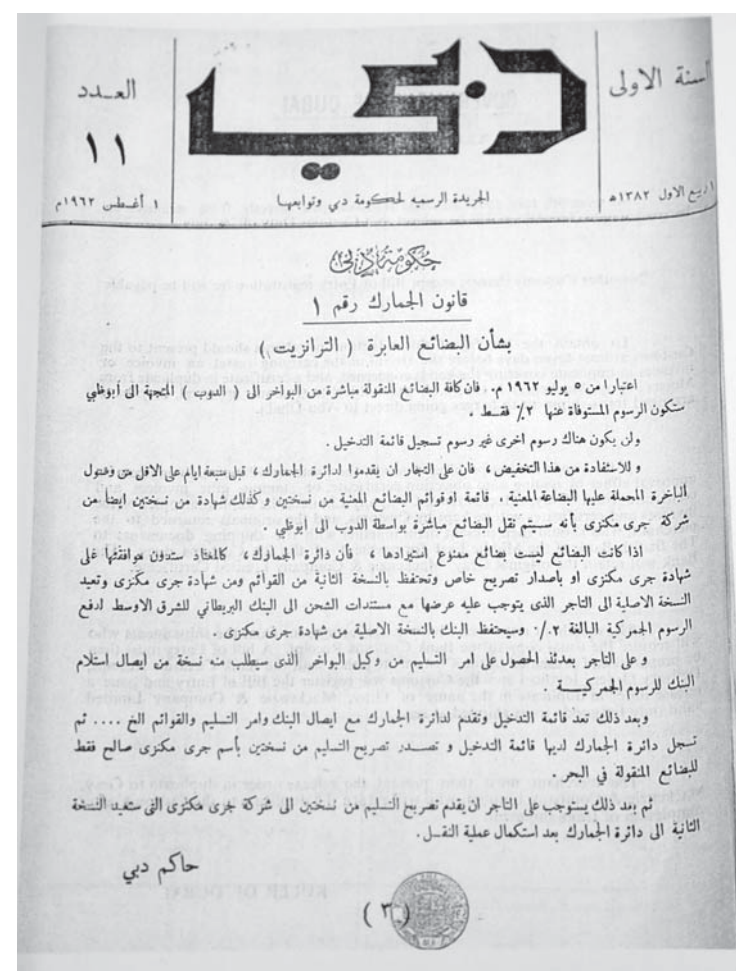 السنة الاولى
دبي
العـدد
١١
١ ربيع الاول ١٣٨٢ هـ
الجريدة الرسميه لحكومة دبي وتوابعهـا
١ أغسطس ١٩٦٢م
حكومة دبي
قانون الجمارك رقم ١
بشأن البضائع العابرة ( الترانزيت )
اعتبارا من ٥ يوليو ١٩٦٢ م. فان كافة البضائع المنقولة مباشرة من البواخر الى ( الدوب ) المتجهة الى أبوظبي
ستكون الرسوم المستوفاة عنها ٢٪ فقـط .
ولن يكون هناك رسوم اخرى غير رسوم تسجيل قائمة التدخيل .
و للاستفادة من هذا التخفيض ، فان على التجار ان يقدموا لدائرة الجمارك ، قبل سبعة ايام على الاقل من وصول
الباخرة المحملة عليها البضاعة المعنية . قائمة او قوائم البضائع المعنية من نسختين وكذلك شهادة من نسختين ايضا من
شركة جرى مكنزى بأنه سيتم نقل البضائع مباشرة بواسطة الدوب الى ابوظبي
اذا كانت البضائع ليست بضائع ممنوع استيرادها ، فأن دائرة الجمارك ، كالمعتاد ستدون موافقتها على
شهادة جرى مكنزى او باصدار تصريح خاص وتحتفظ بالنسخة الثانية من القوائم ومن شهادة جرى مكنزى وتعيد
النسخة الاصلية الى التاجر الذى يتوجب عليه عرضها مع مستندات الشحن الى البنك البريطاني للشرق الاوسط لدفع
الرسوم الجمركية البالغة ٢٪ وسيحتفظ البنك بالنسخة الاصلية من شهادة جرى مكنزى .
و على التاجر بعدئذ الحصول على امر التسليم من وكيل البواخر الذى سيطلب منه نسخة من ايصال استلام
البنك للرسوم الجمركيـة .
وبعد ذلك تعد قائمة التدخيل وتقدم لدائرة الجمارك مع ايصال البنك وامر التسليم والقوائم الخ .... ثم
تسجل دائرة الجمارك لديها قائمة التدخيل و تصـدر تصريح التسليم من نسختين بأسم جرى مكنزى صالح فقط
للبضائع المنقولة في البحر .
ثم بعد ذلك يستوجب على التاجر ان يقدم تصريح التسليم من نسختين الى شركة جرى مكنزى التى ستعيد النسخة
الثانية الى دائرة الجمارك بعد استكمال عملية النقـل .
حاكم دبي
( ٣ )